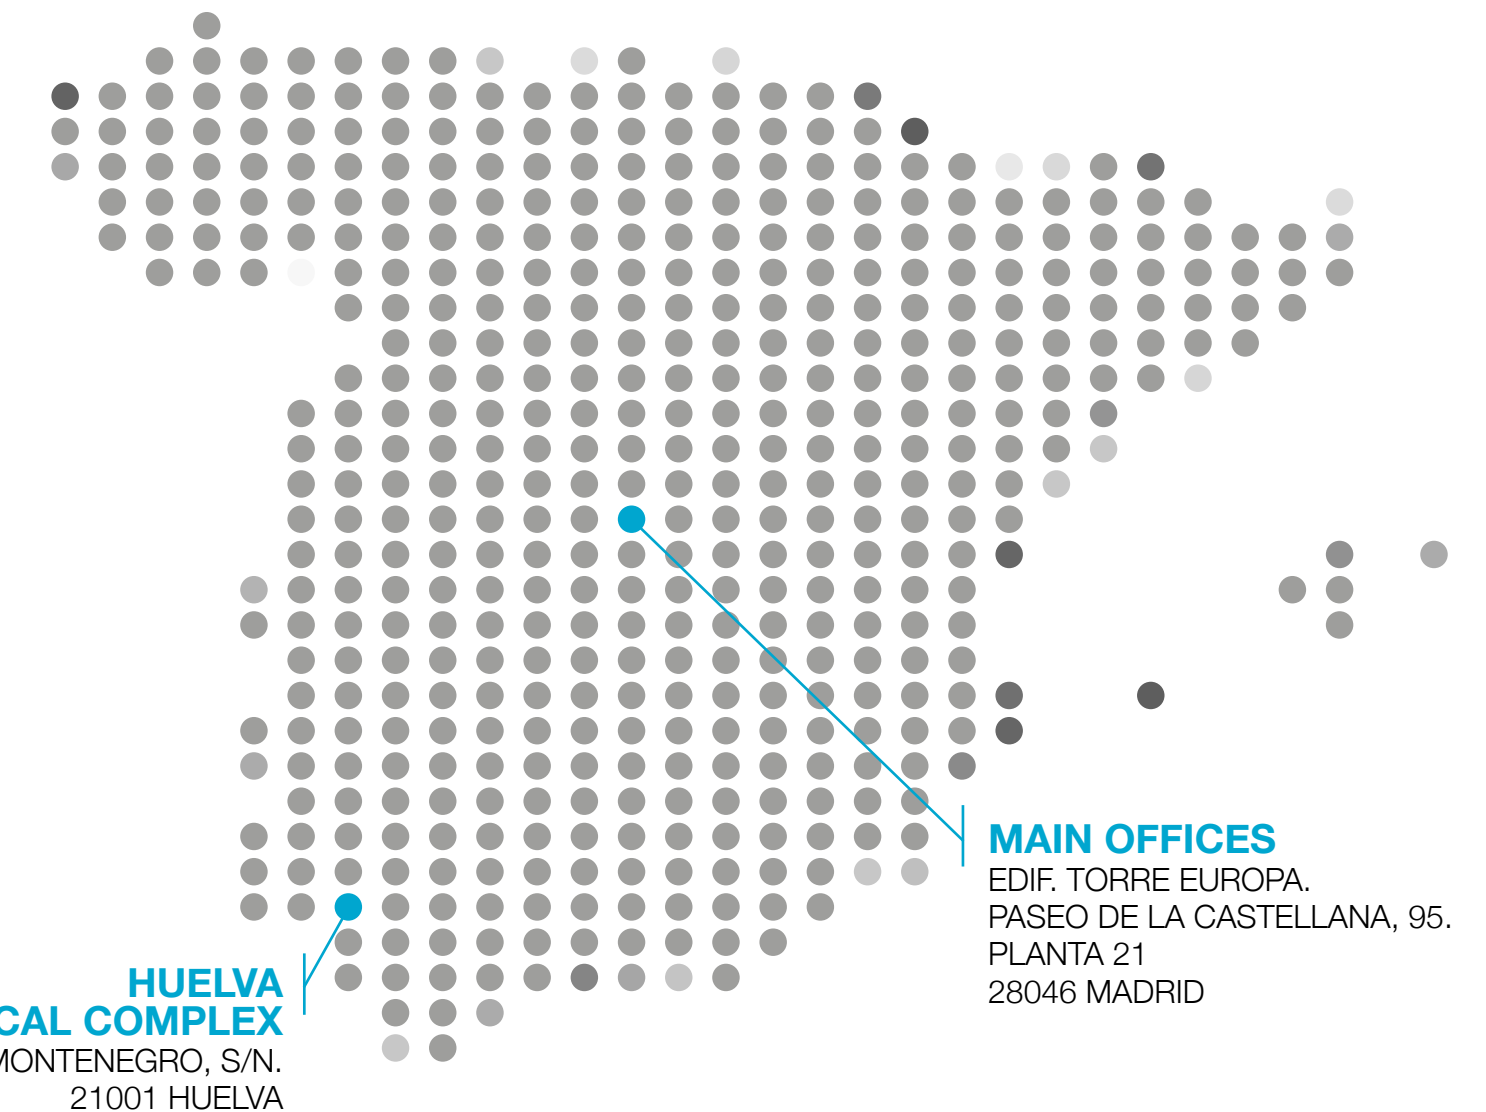 MAIN OFFICES
EDIF. TORRE EUROPA.
PASEO DE LA CASTELLANA, 95.
PLANTA 21
28046 MADRID
HUELVA
COMPLEX
MONTENEGRO, S/N.
21001 HUELVA